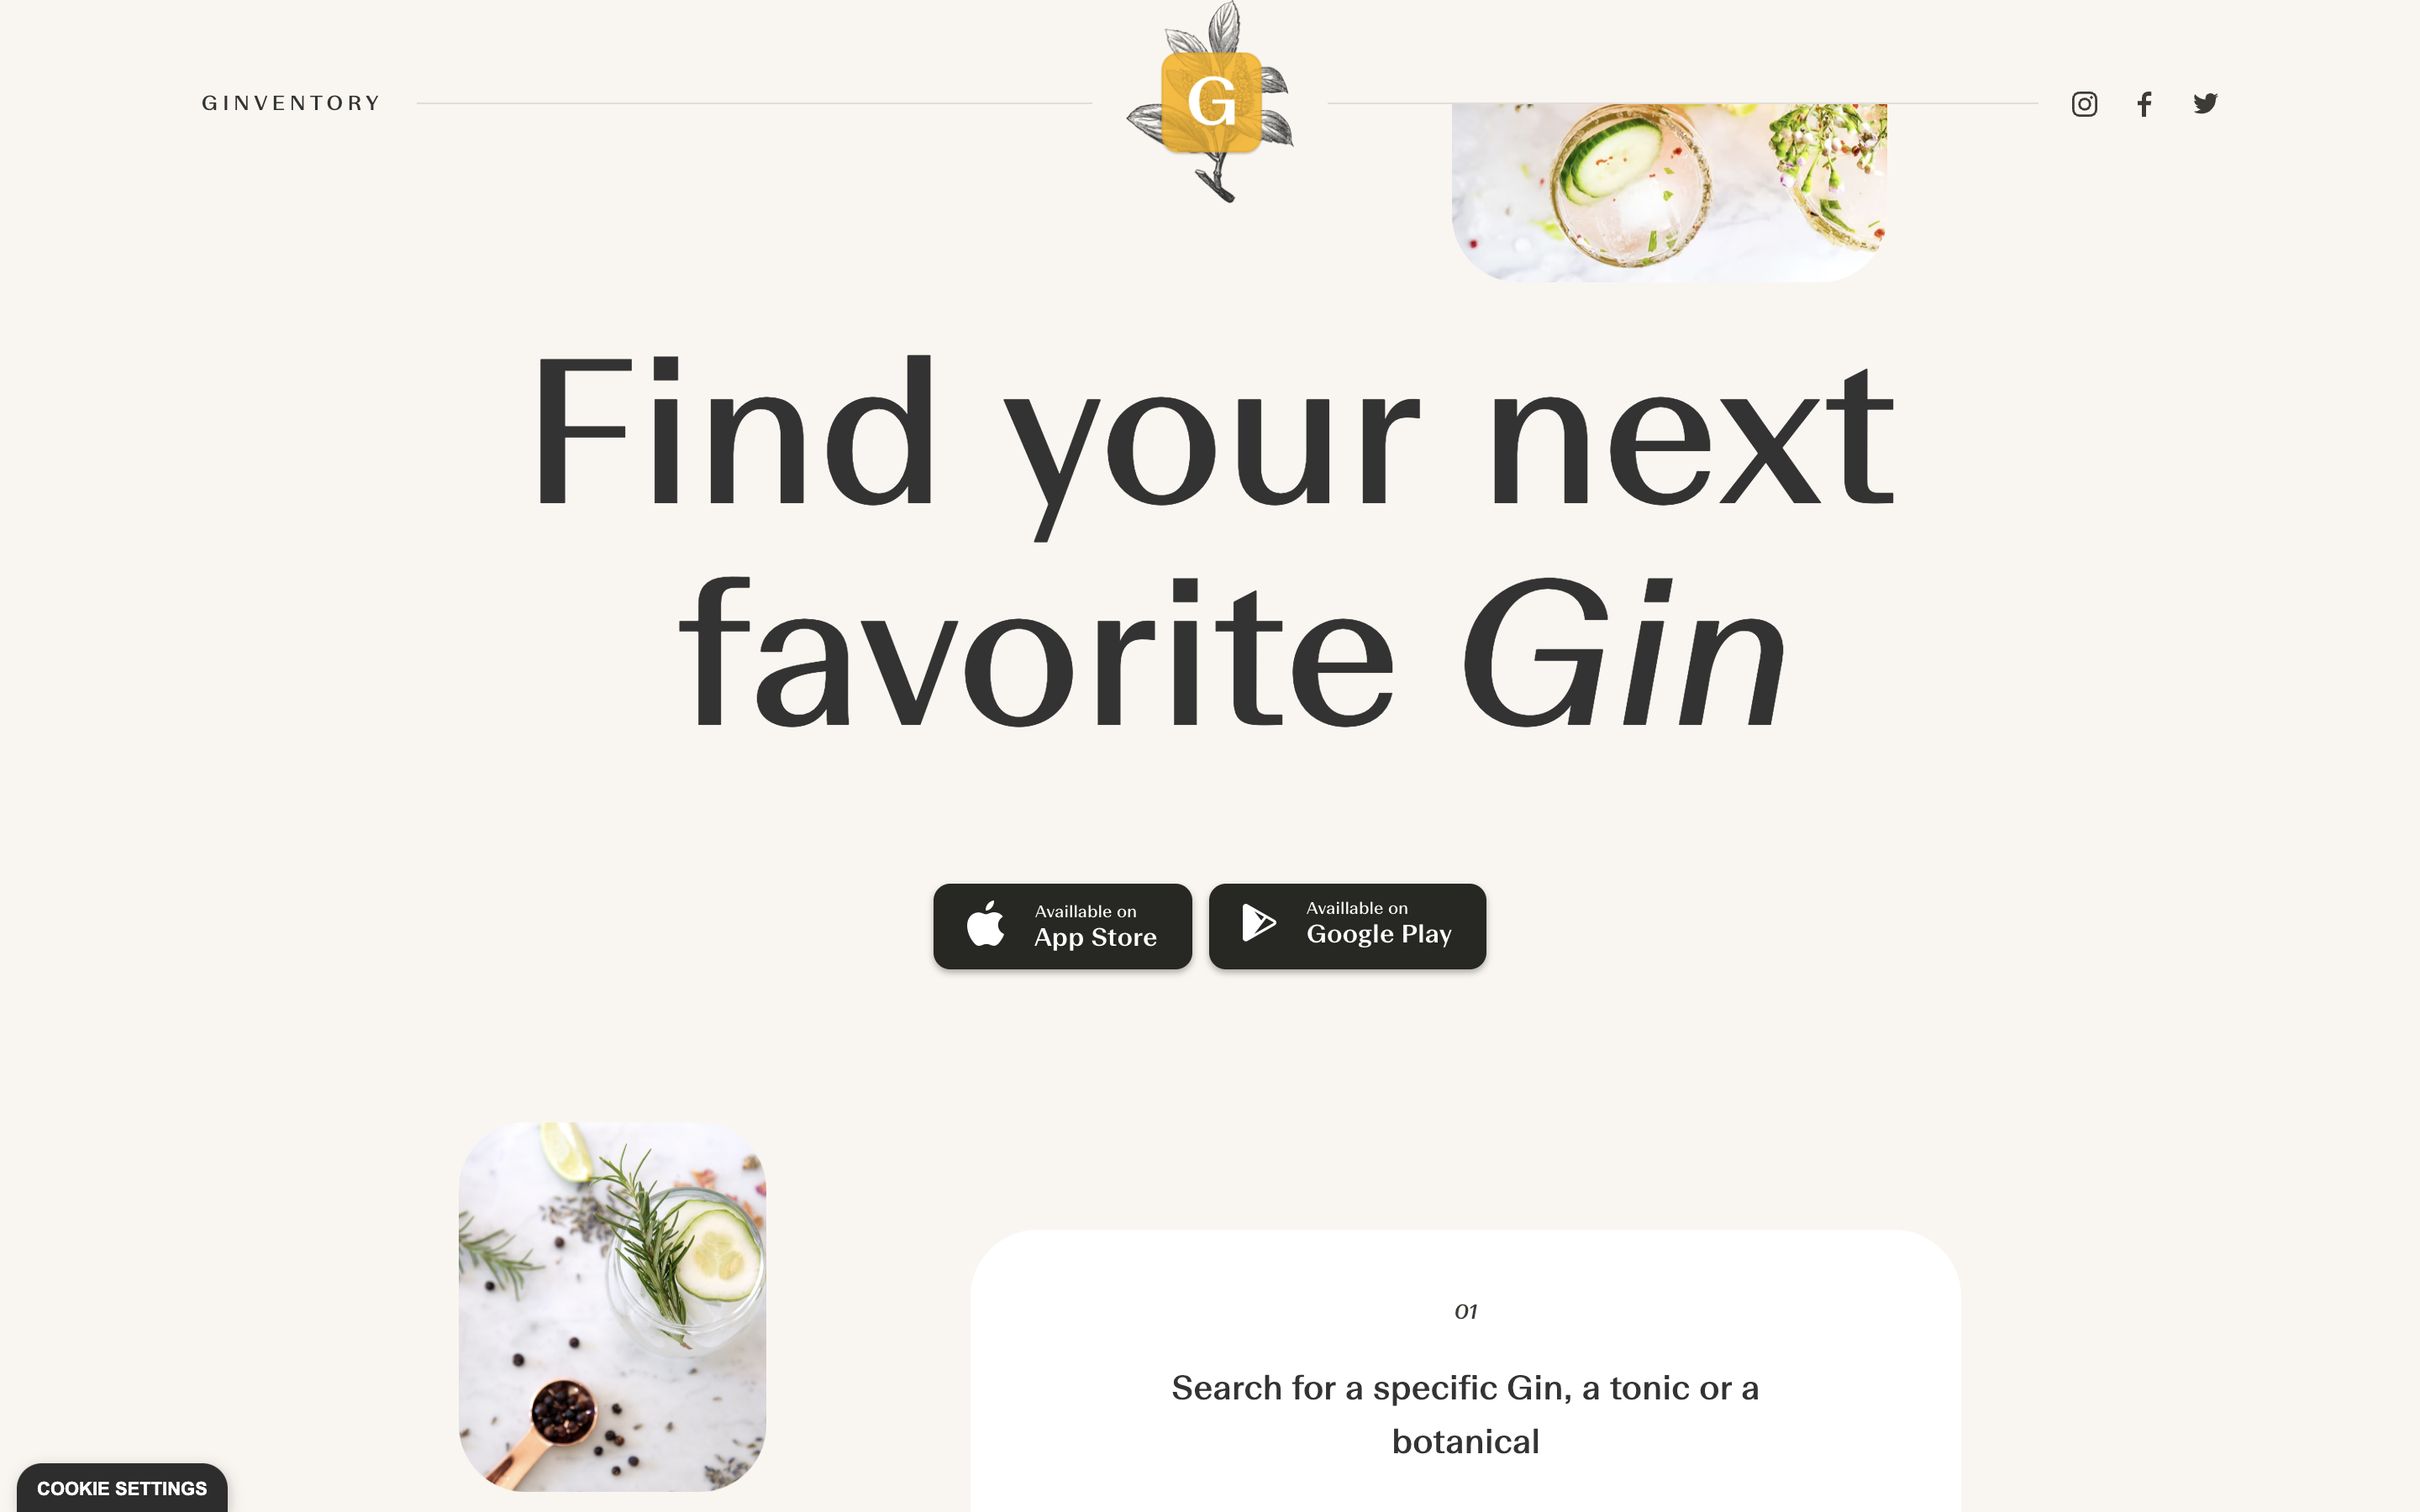 GINVENTORY
G
Find your next
favorite Gin
Availlable on
App Store
Availlable on
Google Play
01
Search for a specific Gin, a tonic or a
botanical
COOKIE SETTINGS